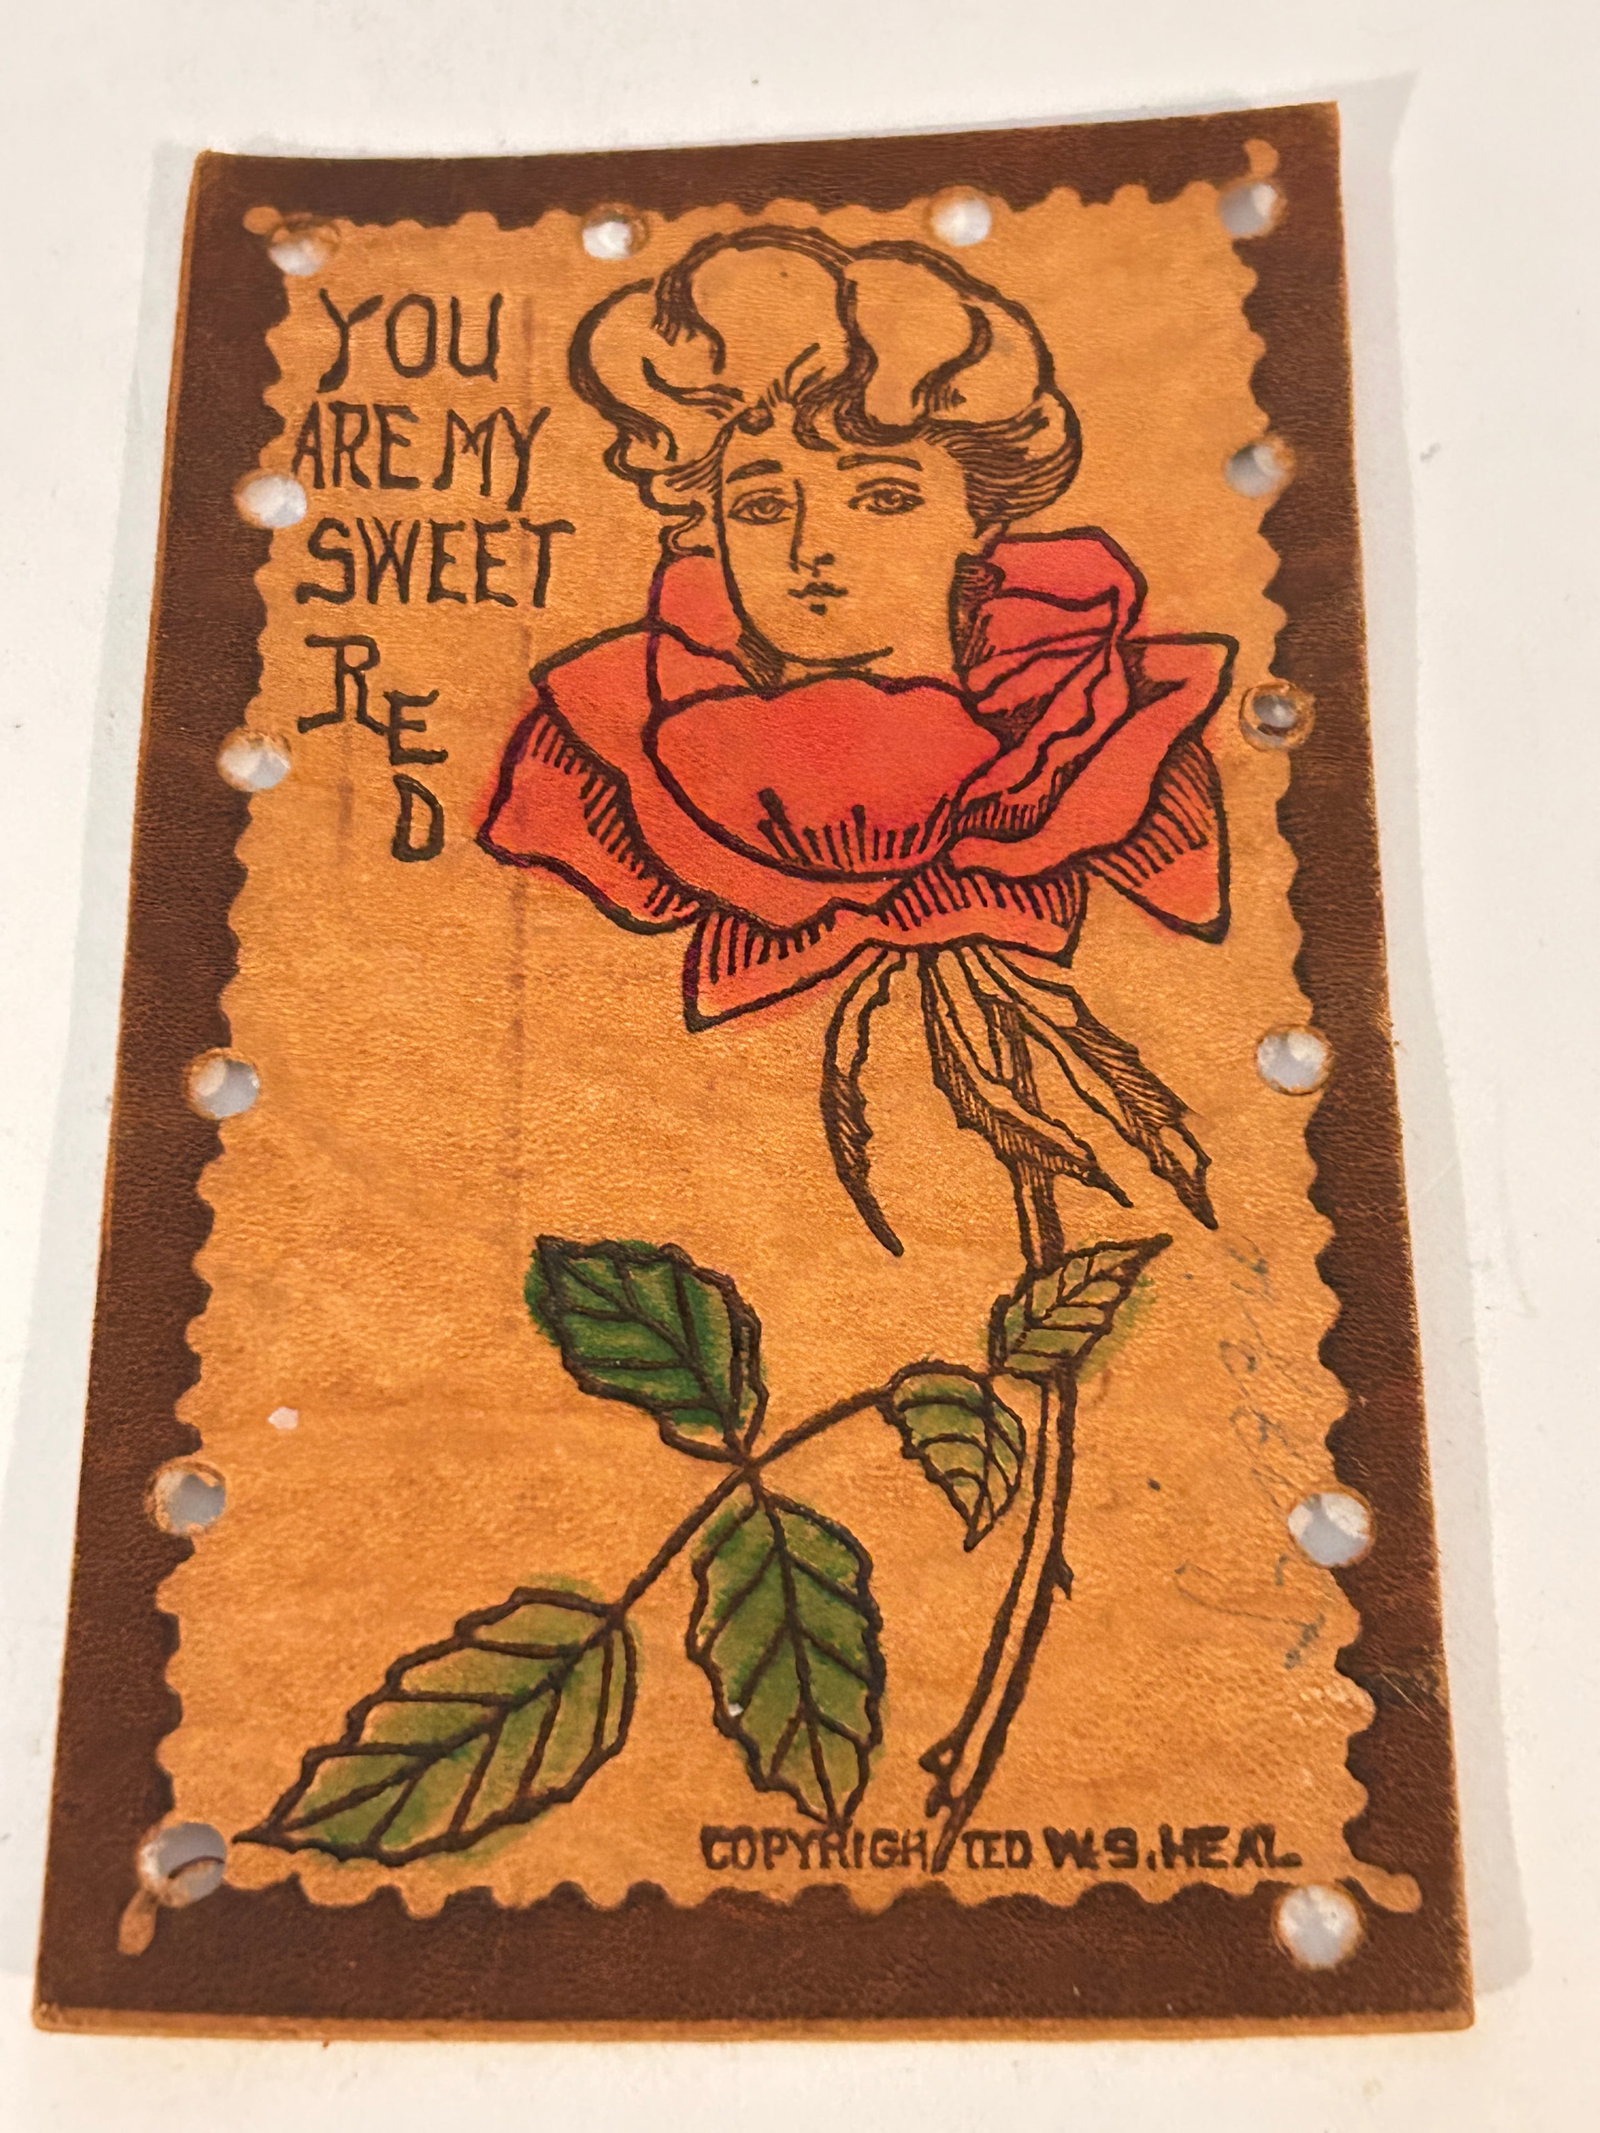 YOU
ARE MY
SWEET
RED
COPYRIGHTED W.S. HEAL